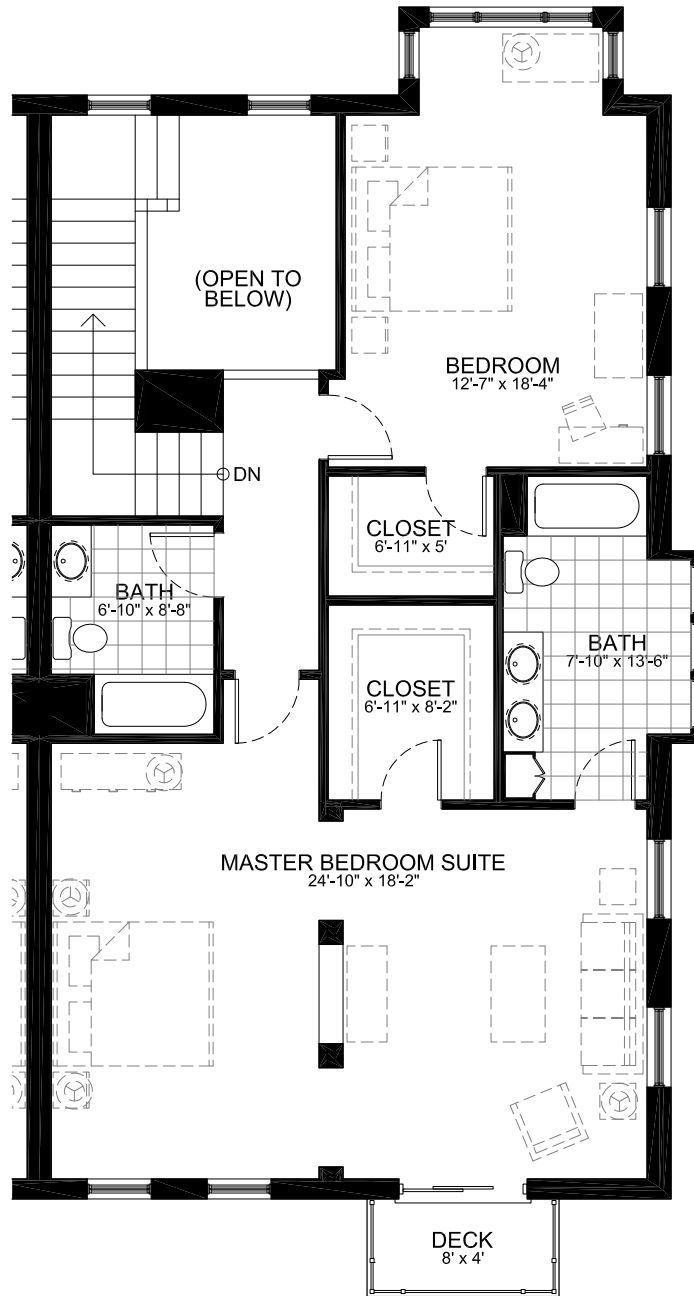 (OPEN TO
BELOW)
BEDROOM
12'-7" x 18'-4"
DN
CLOSET
6'-11" x 5'
BATH
6'-10" x 8'-8"
BATH
7'-10" x 13'-6"
CLOSET
6'-11" x 8'-2"
MASTER BEDROOM SUITE
24'-10" x 18'-2"
DECK
8' x 4'